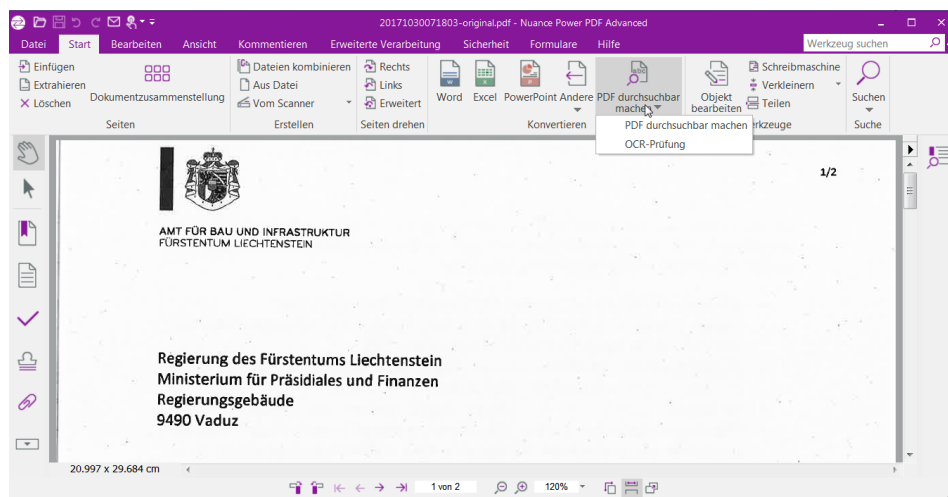 20171030071803-original.pdf - Nuance Power PDF Advanced
Datei Start Bearbeiten Ansicht Kommentieren Erweiterte Verarbeitung Sicherheit Formulare Hilfe Werkzeug suchen
Einfügen
Extrahieren
Löschen
Dokumentzusammenstellung
Seiten
Dateien kombinieren
Aus Datei
Vom Scanner
Erstellen
Rechts
Links
Erweitert
Seiten drehen
Word Excel PowerPoint Andere PDF durchsuchbar
machen
Konvertieren
Objekt
bearbeiten
Schreibmaschine
Verkleinern
Teilen
Suchen
Suche
PDF durchsuchbar machen
OCR-Prüfung
1/2
AMT FÜR BAU UND INFRASTRUKTUR
FÜRSTENTUM LIECHTENSTEIN
Regierung des Fürstentums Liechtenstein
Ministerium für Präsidiales und Finanzen
Regierungsgebäude
9490 Vaduz
20.997 x 29.684 cm
1 von 2 120%